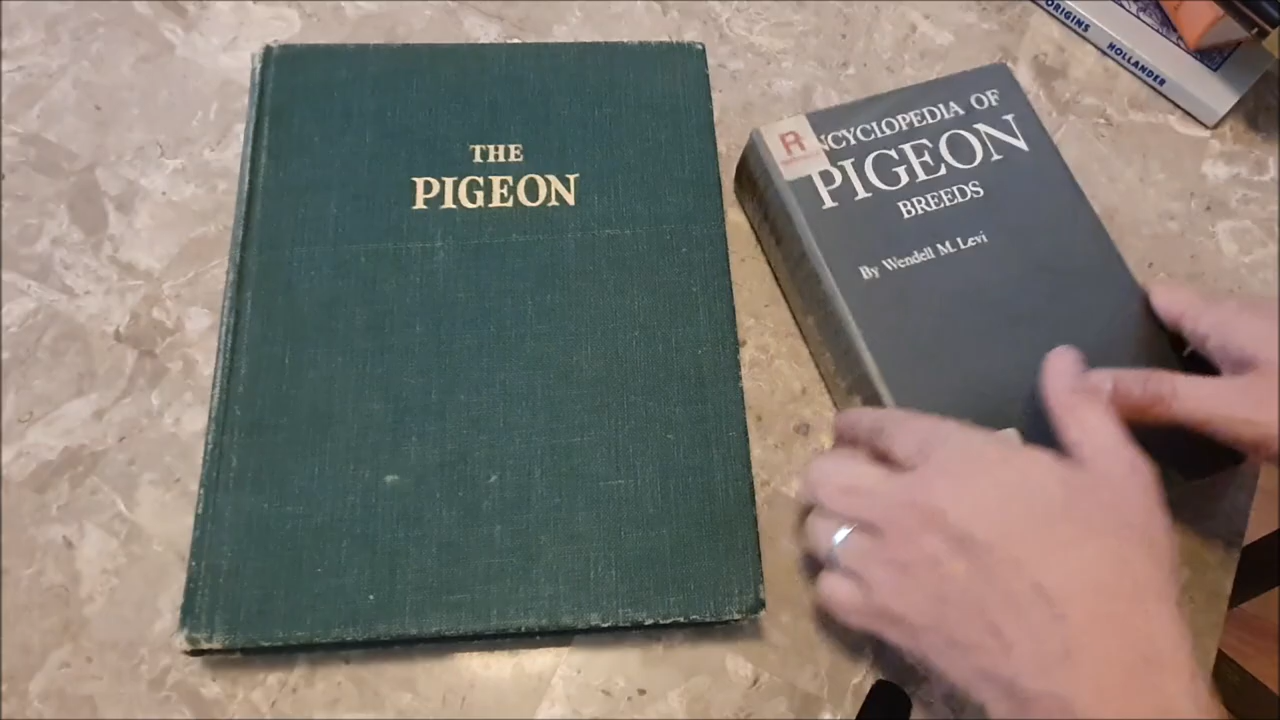 THE
PIGEON
NCYCLOPEDIA OF
PIGEON
BREEDS
By Wendell M. Levi
R
ORIGINS HOLLANDER